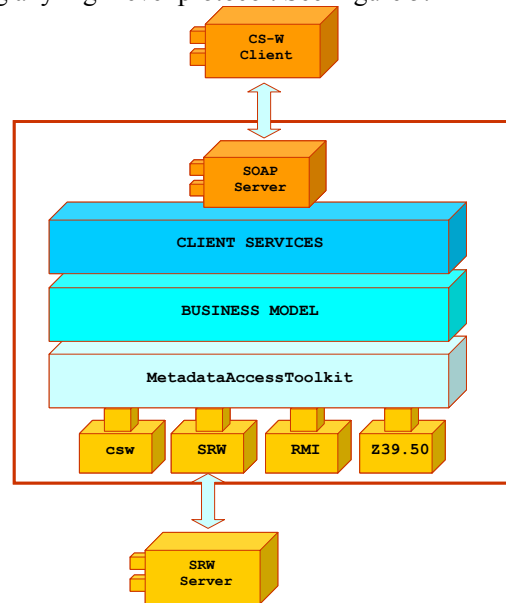 CS-W
Client
SOAP
Server
CLIENT SERVICES
BUSINESS MODEL
MetadataAccessToolkit
csw SRW RMI Z39.50
SRW
Server